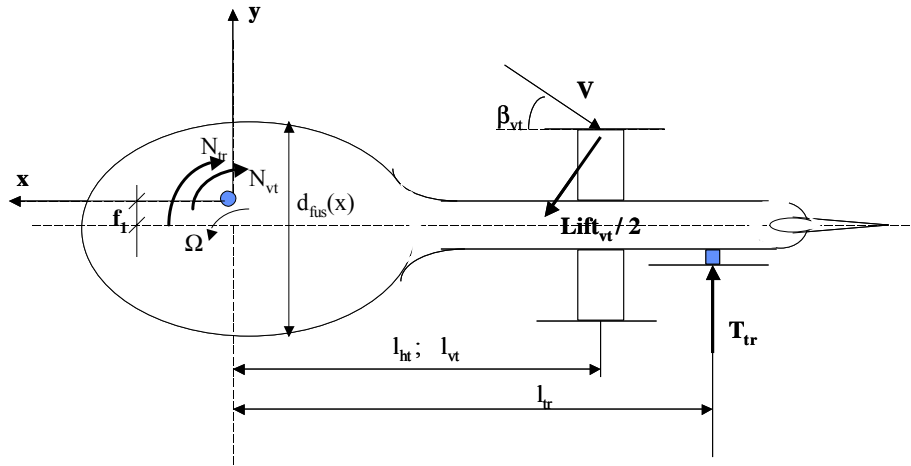 y
V
β_vt
N_tr
N_vt
x
d_fus(x)
f_1
Ω
Lift_vt / 2
T_tr
l_ht ; l_vt
l_tr